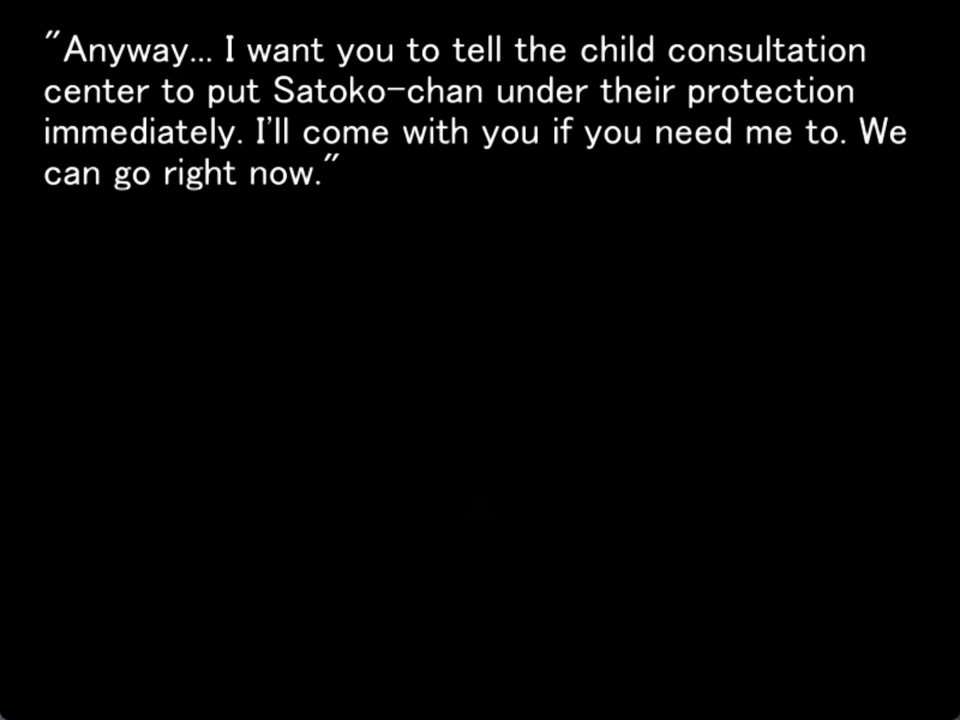 "Anyway... I want you to tell the child consultation
center to put Satoko-chan under their protection
immediately. I'll come with you if you need me to. We
can go right now."